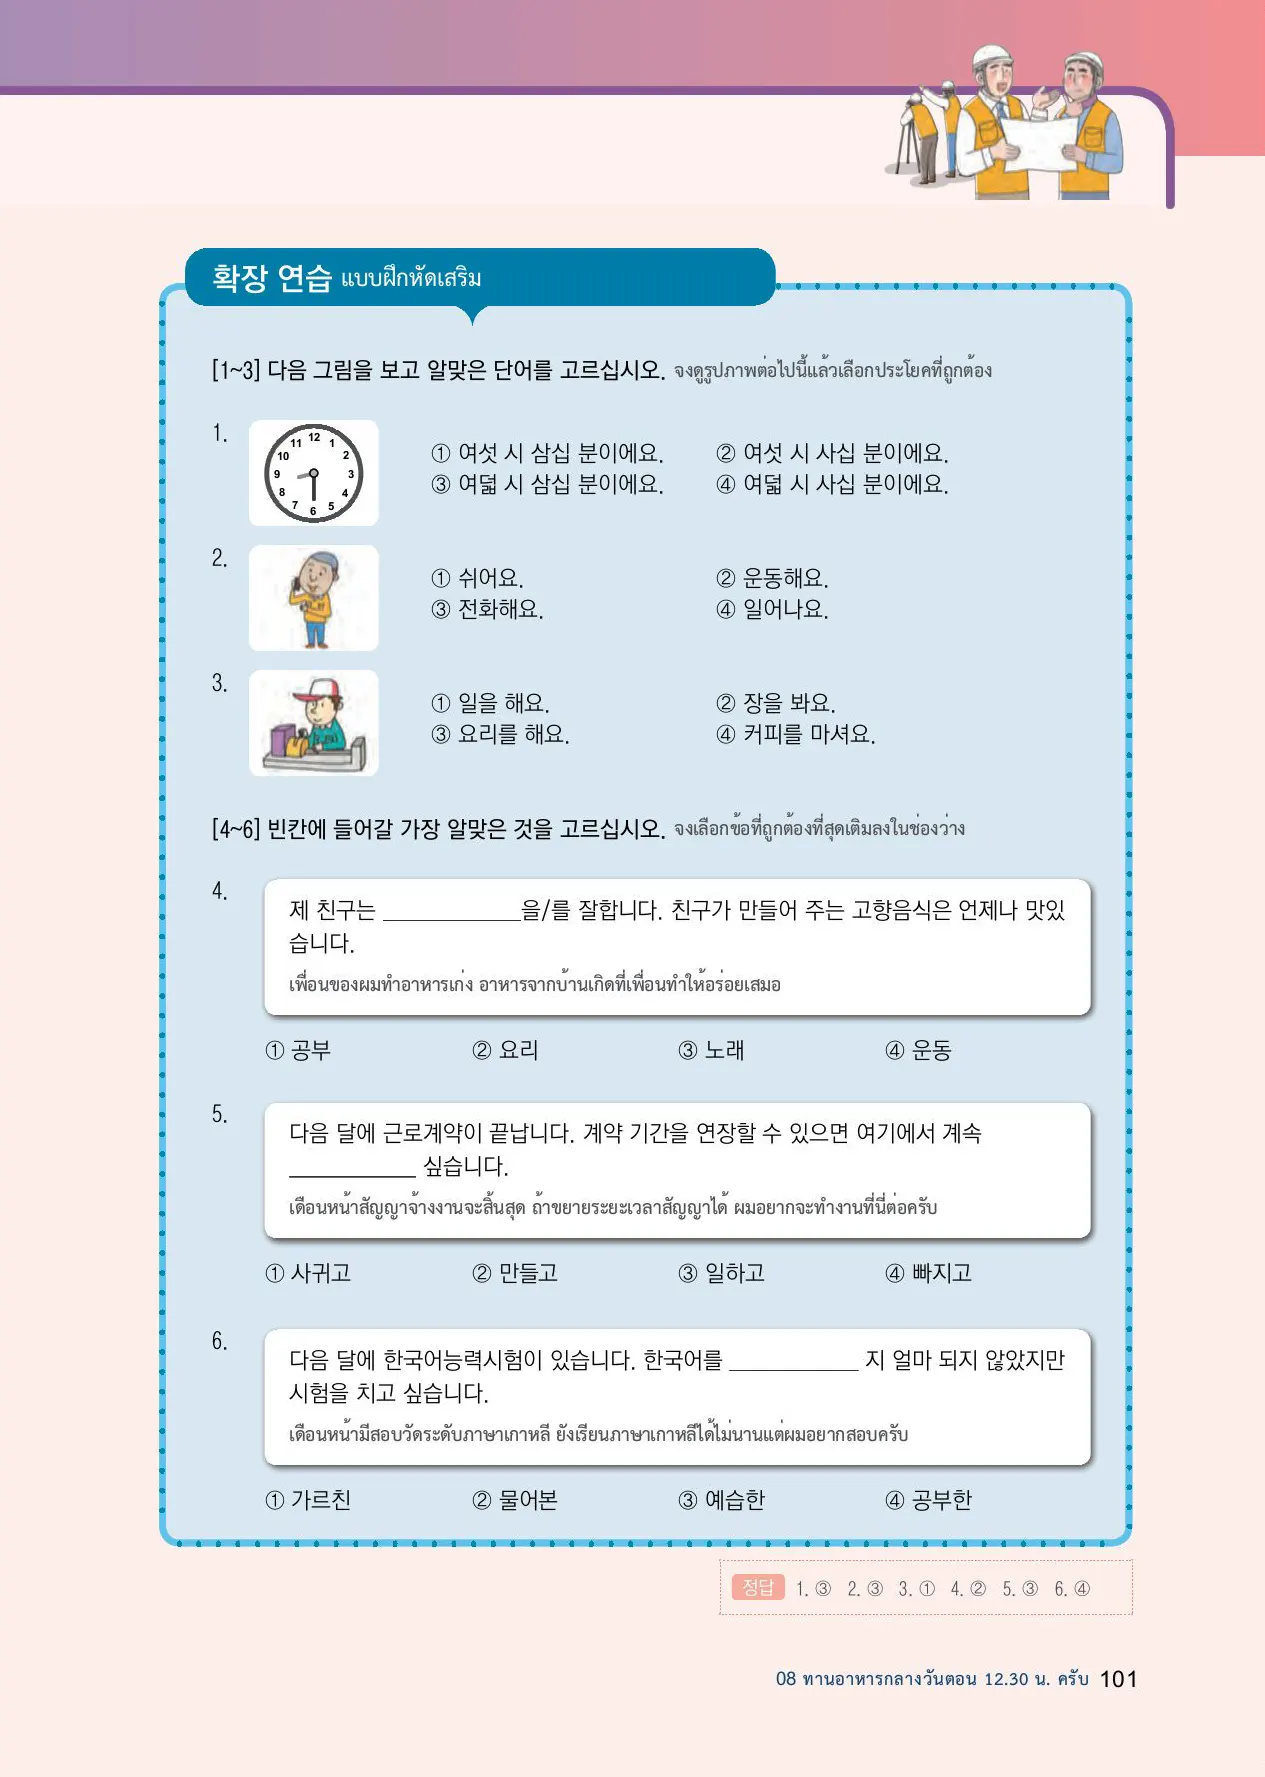 확장 연습 แบบฝึกหัดเสริม
[1~3] 다음 그림을 보고 알맞은 단어를 고르십시오. จงดูรูปภาพต่อไปนี้แล้วเลือกประโยคที่ถูกต้อง
1.
12
11 1
10 2
9 3
8 4
7 5
6
① 여섯 시 삼십 분이에요. ② 여섯 시 사십 분이에요.
③ 여덟 시 삼십 분이에요. ④ 여덟 시 사십 분이에요.
2.
① 쉬어요. ② 운동해요.
③ 전화해요. ④ 일어나요.
3.
① 일을 해요. ② 장을 봐요.
③ 요리를 해요. ④ 커피를 마셔요.
[4~6] 빈칸에 들어갈 가장 알맞은 것을 고르십시오. จงเลือกข้อที่ถูกต้องที่สุดเติมลงในช่องว่าง
4.
제 친구는 ____________을/를 잘합니다. 친구가 만들어 주는 고향음식은 언제나 맛있
습니다.
เพื่อนของผมทำอาหารเก่ง อาหารจากบ้านเกิดที่เพื่อนทำให้อร่อยเสมอ
① 공부 ② 요리 ③ 노래 ④ 운동
5.
다음 달에 근로계약이 끝납니다. 계약 기간을 연장할 수 있으면 여기에서 계속
___________ 싶습니다.
เดือนหน้าสัญญาจ้างงานจะสิ้นสุด ถ้าขยายระยะเวลาสัญญาได้ ผมอยากจะทำงานที่นี่ต่อครับ
① 사귀고 ② 만들고 ③ 일하고 ④ 빠지고
6.
다음 달에 한국어능력시험이 있습니다. 한국어를 ___________ 지 얼마 되지 않았지만
시험을 치고 싶습니다.
เดือนหน้ามีสอบวัดระดับภาษาเกาหลี ยังเรียนภาษาเกาหลีได้ไม่นานแต่ผมอยากสอบครับ
① 가르친 ② 물어본 ③ 예습한 ④ 공부한
정답 1. ③ 2. ③ 3. ① 4. ② 5. ③ 6. ④
08 ทานอาหารกลางวันตอน 12.30 น. ครับ 101